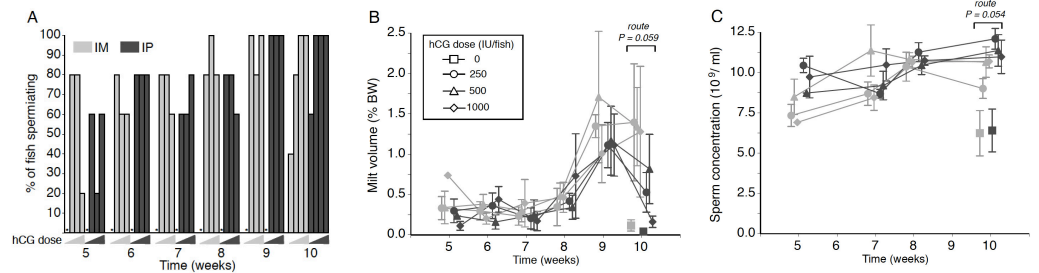 A
% of fish spermiating
100
90
80
70
60
50
40
30
20
10
IM
IP
hCG dose
5
6
7
8
9
10
Time (weeks)
B
Milt volume (% BW)
2.5
2.0
1.5
1.0
0.5
0.0
hCG dose (IU/fish)
0
250
500
1000
route
P = 0.059
5
6
7
8
9
10
Time (weeks)
C
Sperm concentration (10⁹/ ml)
12.5
10.0
7.5
5.0
2.5
0.0
route
P = 0.054
5
6
7
8
9
10
Time (weeks)